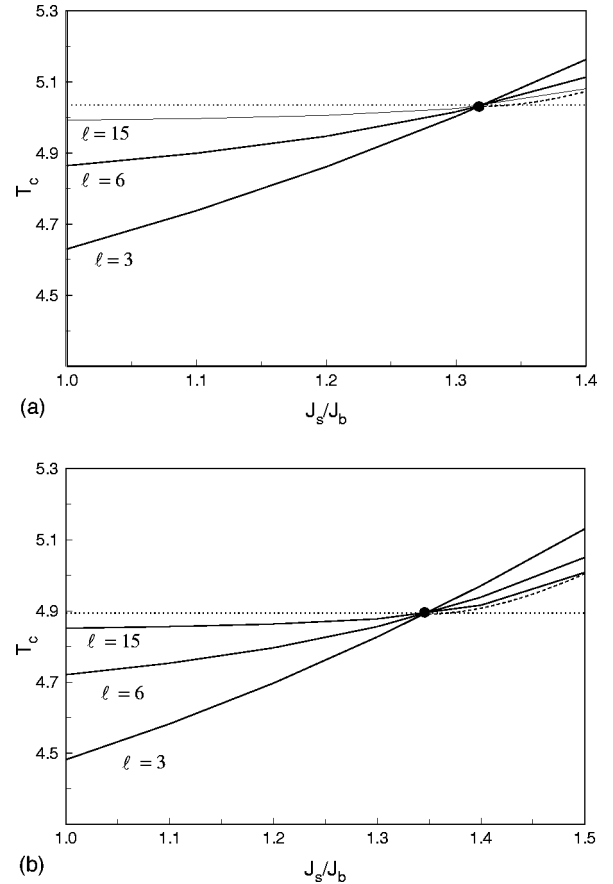 5.3
5.1
ℓ = 15
4.9
ℓ = 6
T_c
4.7
ℓ = 3
4.5
1.0 1.1 1.2 1.3 1.4
(a) J_s/J_b
5.3
5.1
4.9
ℓ = 15
T_c
4.7
ℓ = 6
4.5
ℓ = 3
1.0 1.1 1.2 1.3 1.4 1.5
(b) J_s/J_b